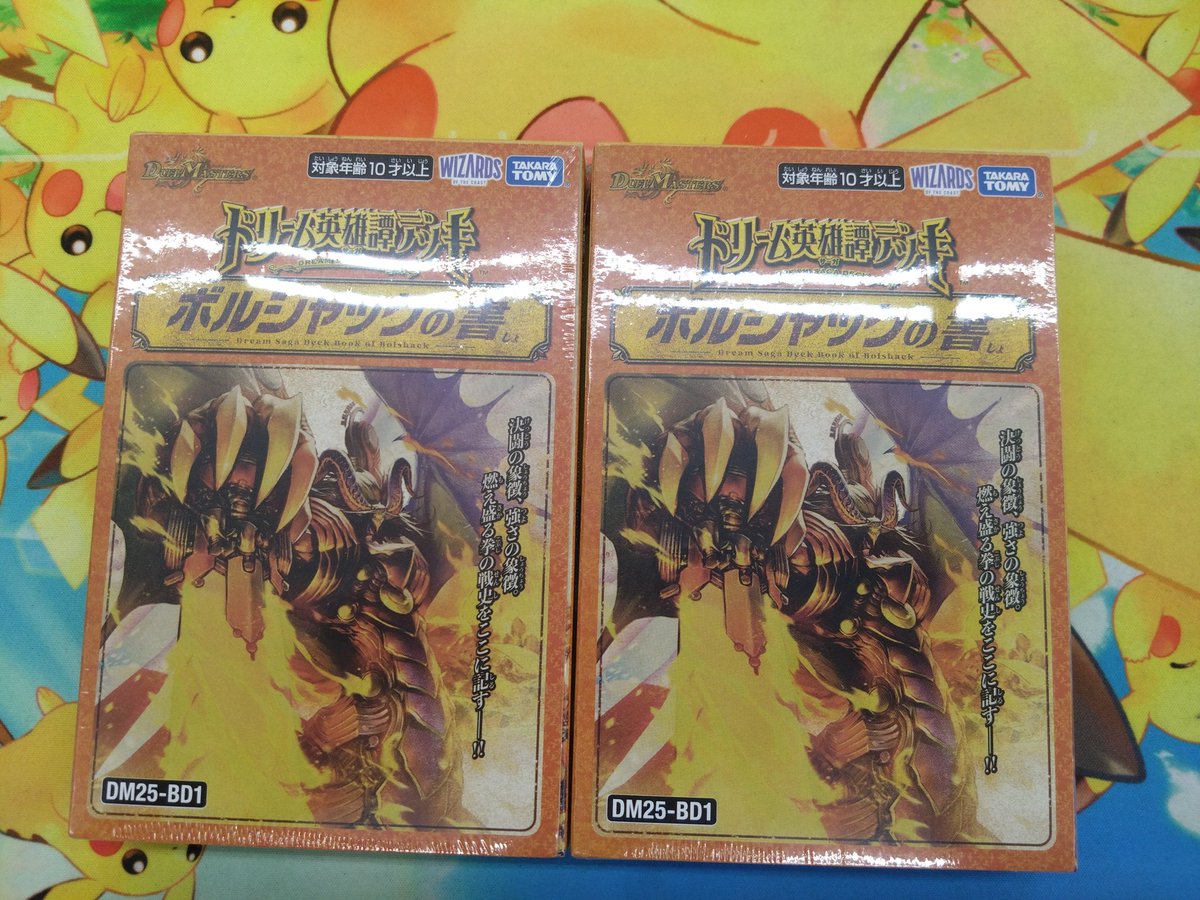 DUEL MASTERS
対象年齢10才以上
WIZARDS
OF THE COAST
TAKARA TOMY
ドリーム英雄譚デッキ
ボルシャックの書
Dream Saga Deck Book of Bolshack
決闘の象徴、強さの象徴。
燃え盛る拳の戦史をここに記す――!!
DM25-BD1
DUEL MASTERS
対象年齢10才以上
WIZARDS
OF THE COAST
TAKARA TOMY
ドリーム英雄譚デッキ
ボルシャックの書
Dream Saga Deck Book of Bolshack
決闘の象徴、強さの象徴。
燃え盛る拳の戦史をここに記す――!!
DM25-BD1